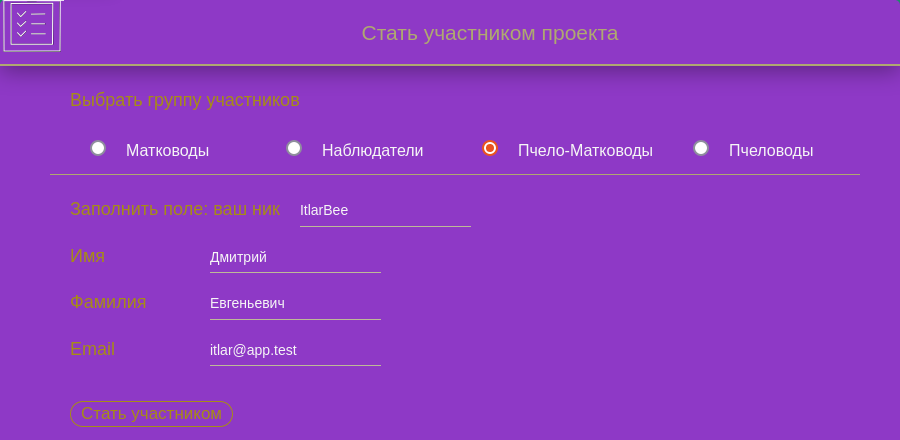 Стать участником проекта
Выбрать группу участников
Матководы Наблюдатели Пчело-Матководы Пчеловоды
Заполнить поле: ваш ник ItlarBee
Имя Дмитрий
Фамилия Евгеньевич
Email itlar@app.test
Стать участником